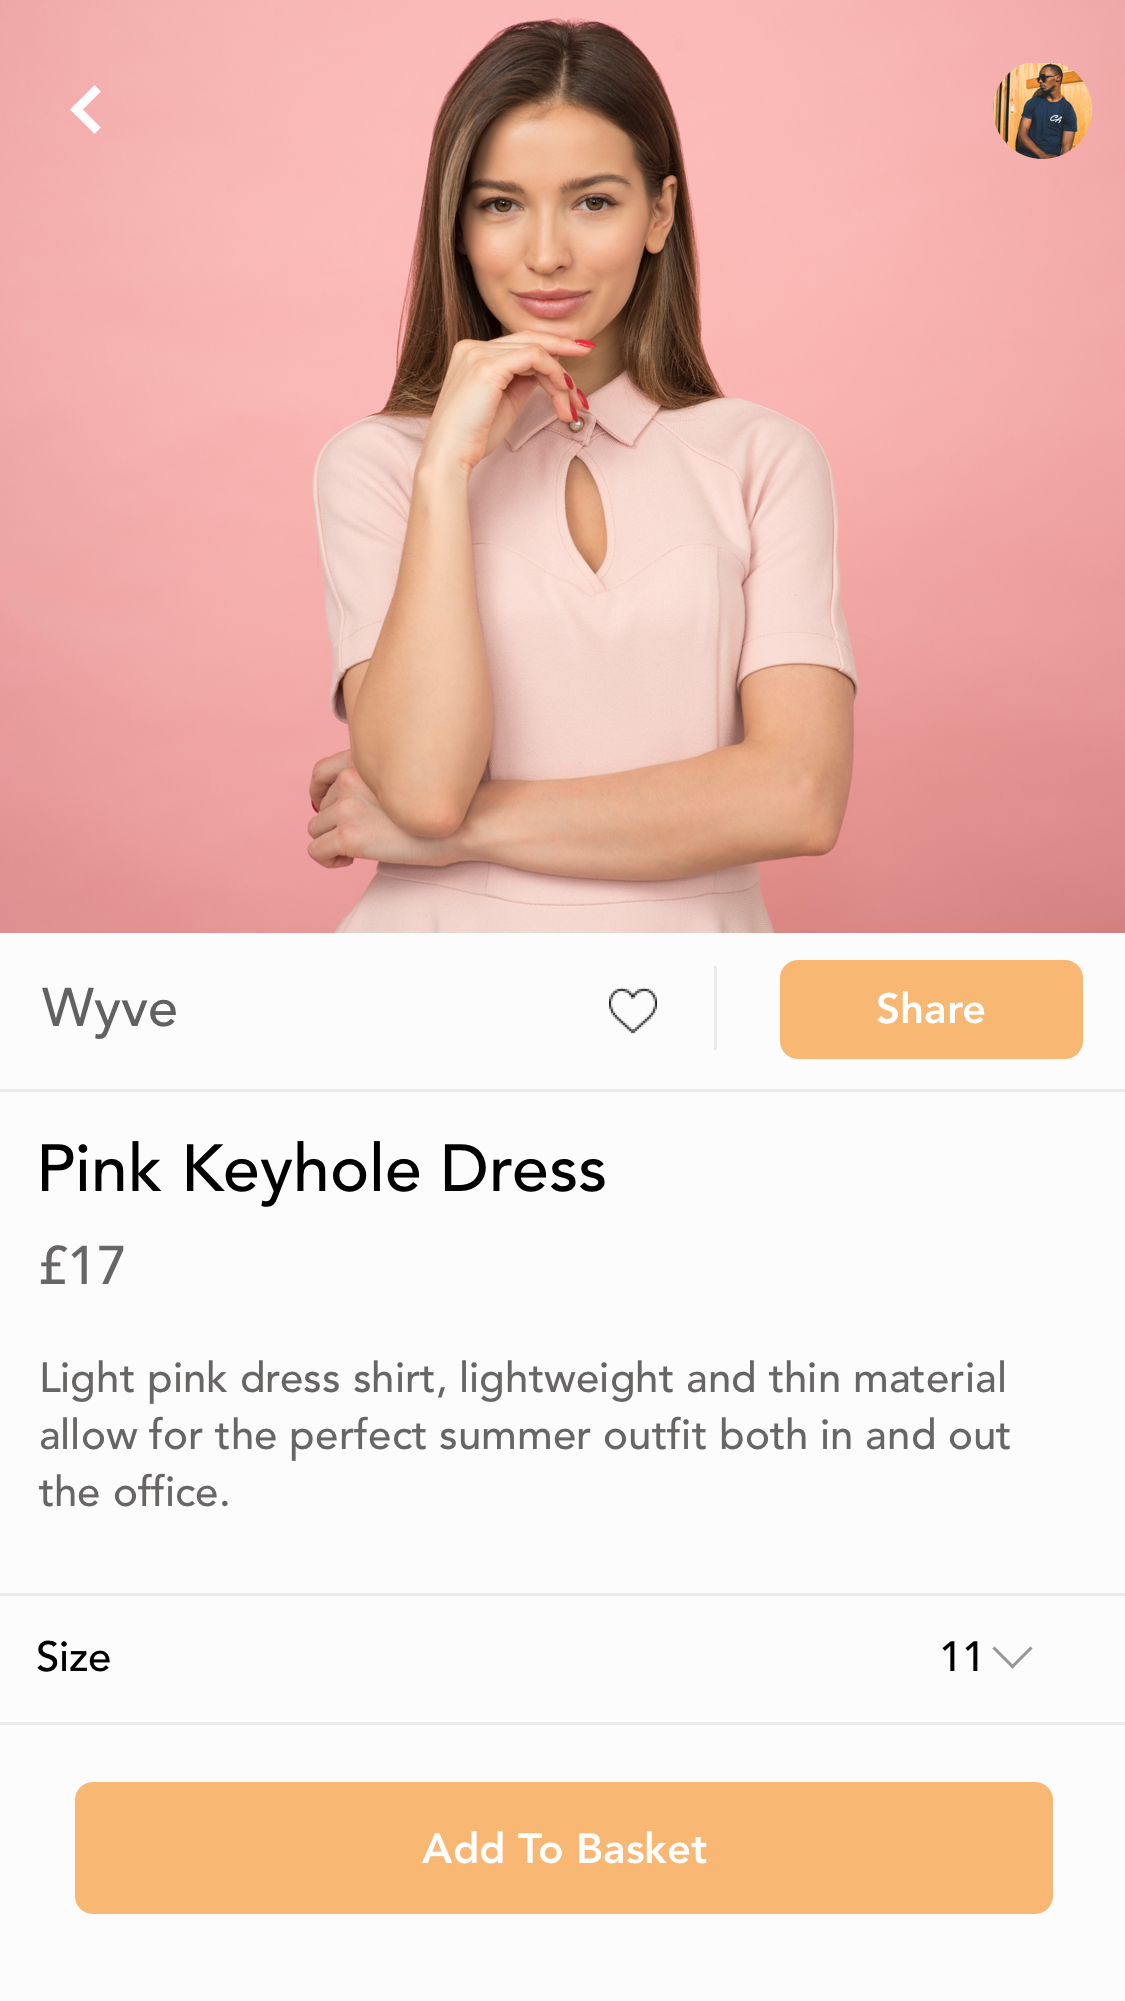 Wyve
Share
Pink Keyhole Dress
£17
Light pink dress shirt, lightweight and thin material
allow for the perfect summer outfit both in and out
the office.
Size
11
Add To Basket